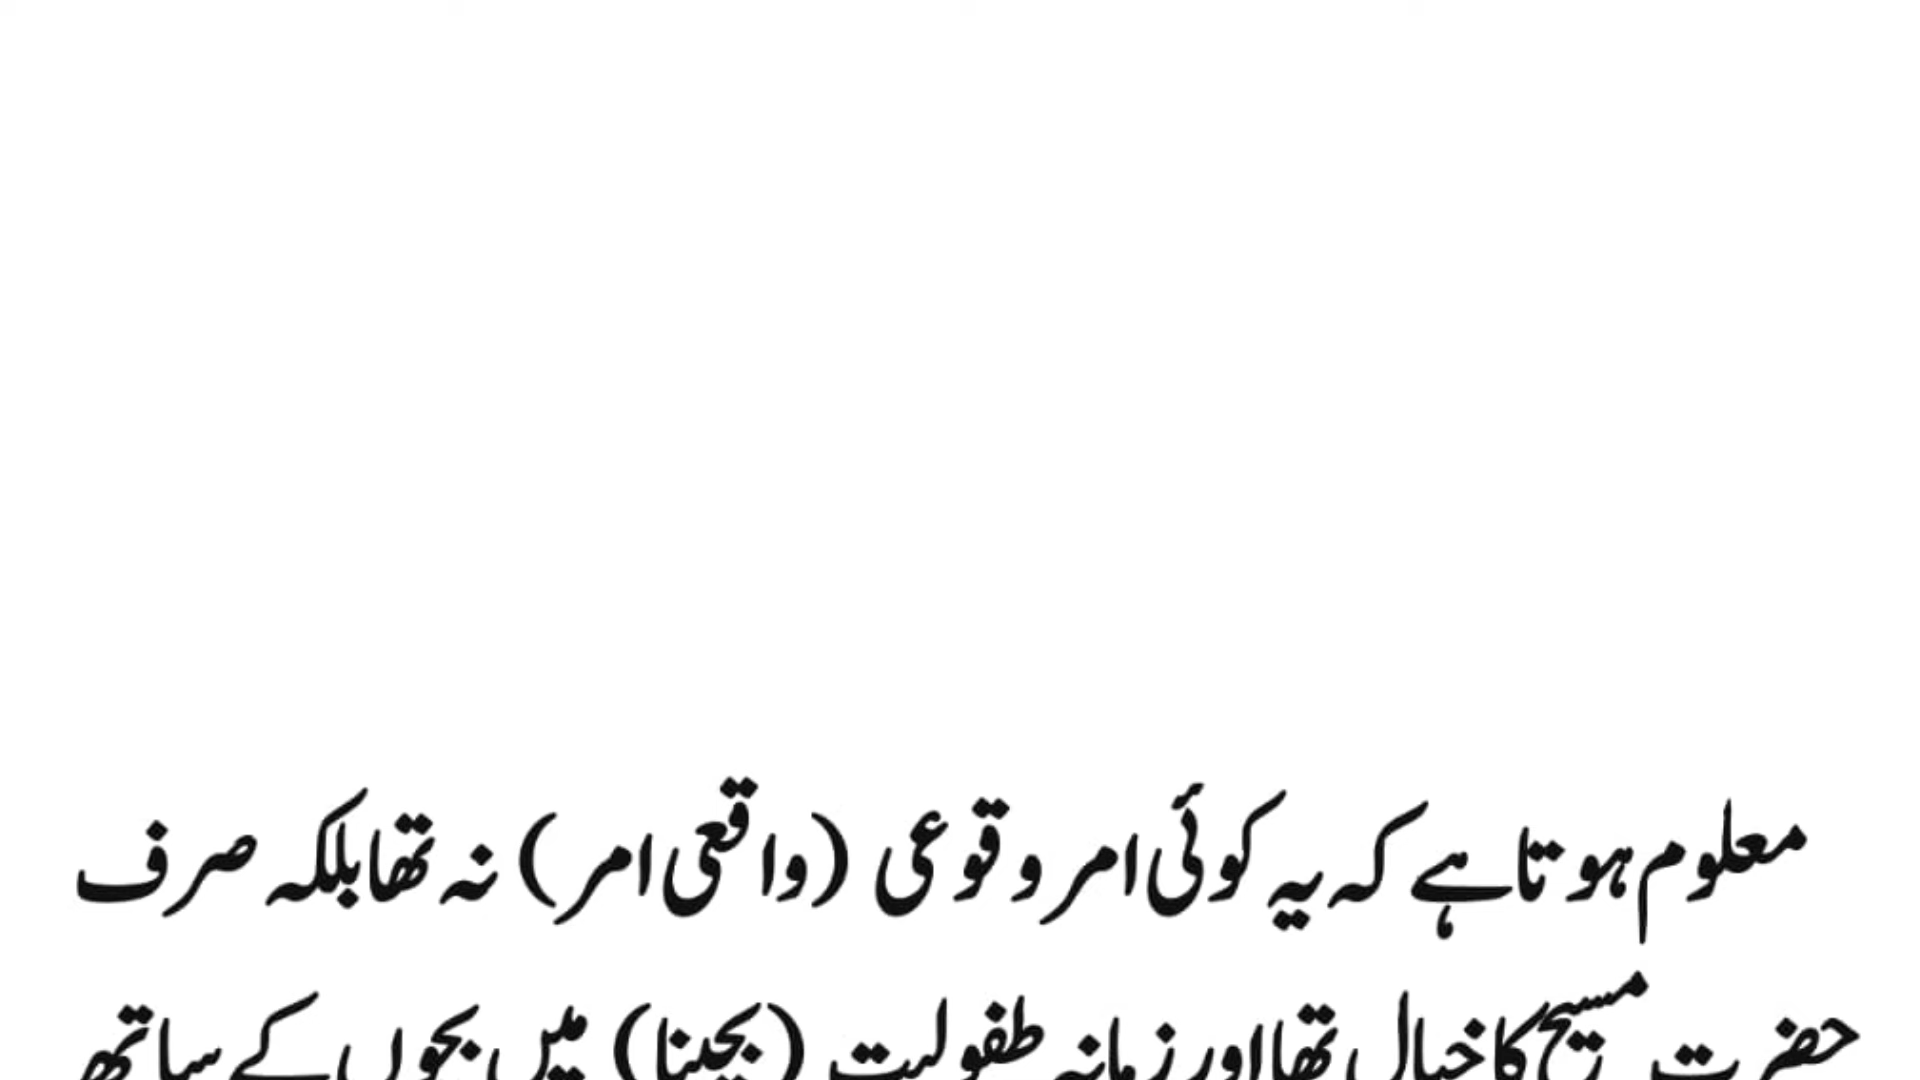 معلوم ہوتا ہے کہ یہ کوئی امر وقوعی (واقعی امر) نہ تھا بلکہ صرف
حضرت مسیح کا خیال تھا اور زمانہ طفولیت (بچپنا) میں بچوں کے ساتھ